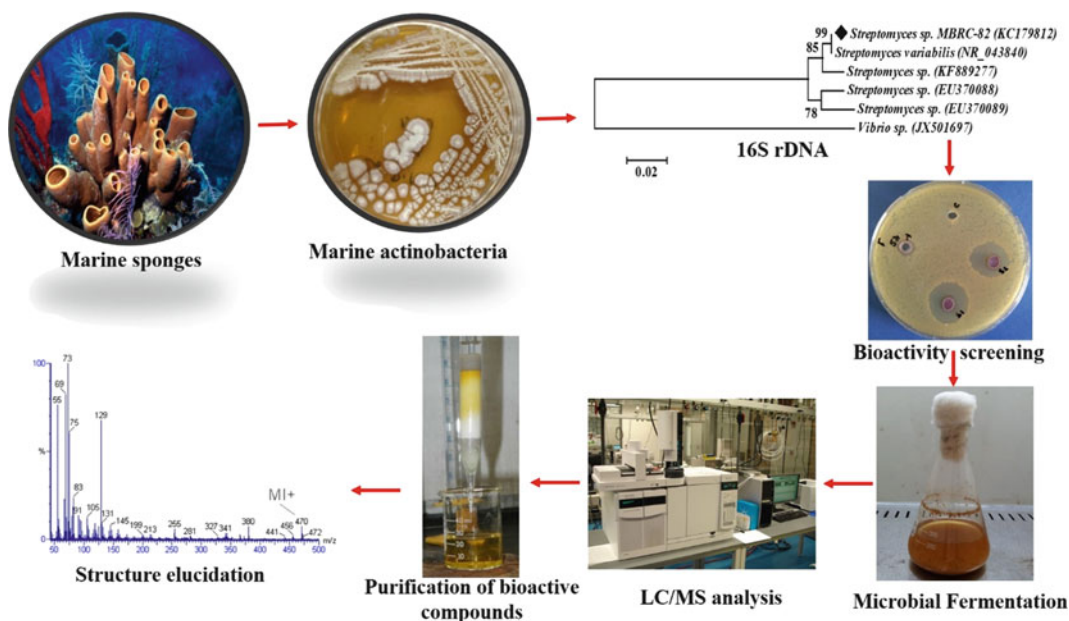 Marine sponges
Marine actinobacteria
99
85
78
Streptomyces sp. MBRC-82 (KC179812)
Streptomyces variabilis (NR_043840)
Streptomyces sp. (KF889277)
Streptomyces sp. (EU370088)
Streptomyces sp. (EU370089)
Vibrio sp. (JX501697)
0.02
16S rDNA
Bioactivity screening
Microbial Fermentation
LC/MS analysis
Purification of bioactive
compounds
100
%
0
73
69
55
75
129
83
91
105
131
145
199
213
255
281
327
341
380
441
456
470
472
MI+
50 100 150 200 250 300 350 400 450 500 m/z
Structure elucidation